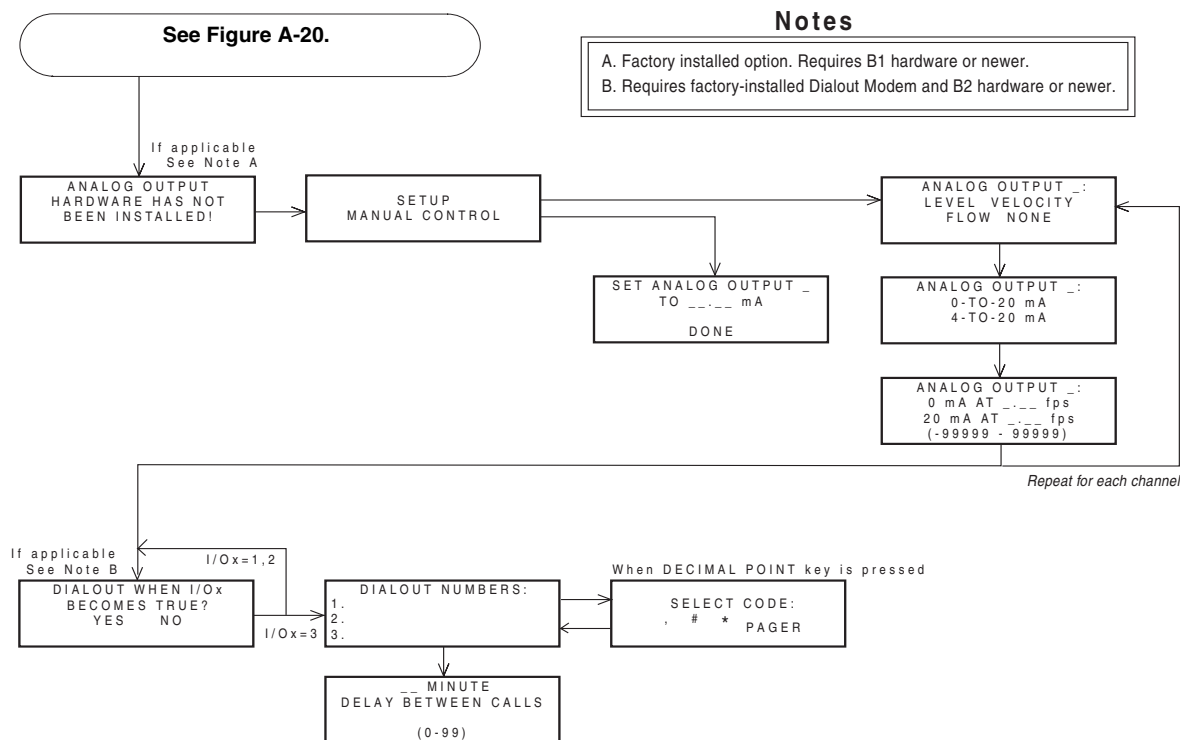 See Figure A-20.
Notes
A. Factory installed option. Requires B1 hardware or newer.
B. Requires factory-installed Dialout Modem and B2 hardware or newer.
If applicable
See Note A
ANALOG OUTPUT
HARDWARE HAS NOT
BEEN INSTALLED!
SETUP
MANUAL CONTROL
ANALOG OUTPUT _:
LEVEL VELOCITY
FLOW NONE
SET ANALOG OUTPUT _
TO __.__ mA
DONE
ANALOG OUTPUT _:
0-TO-20 mA
4-TO-20 mA
ANALOG OUTPUT _:
0 mA AT _.__ fps
20 mA AT _.__ fps
(-99999 - 99999)
Repeat for each channel
If applicable
See Note B
I/Ox=1,2
DIALOUT WHEN I/Ox
BECOMES TRUE?
YES NO
I/Ox=3
DIALOUT NUMBERS:
1.
2.
3.
When DECIMAL POINT key is pressed
SELECT CODE:
, # * PAGER
__ MINUTE
DELAY BETWEEN CALLS
(0-99)